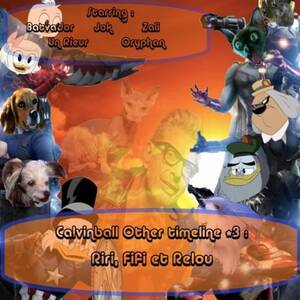 Starring :
Batvador Jok Zali
Un Rieur Oryphan
Calvinball Other timeline #3 :
Riri, Fifi et Relou